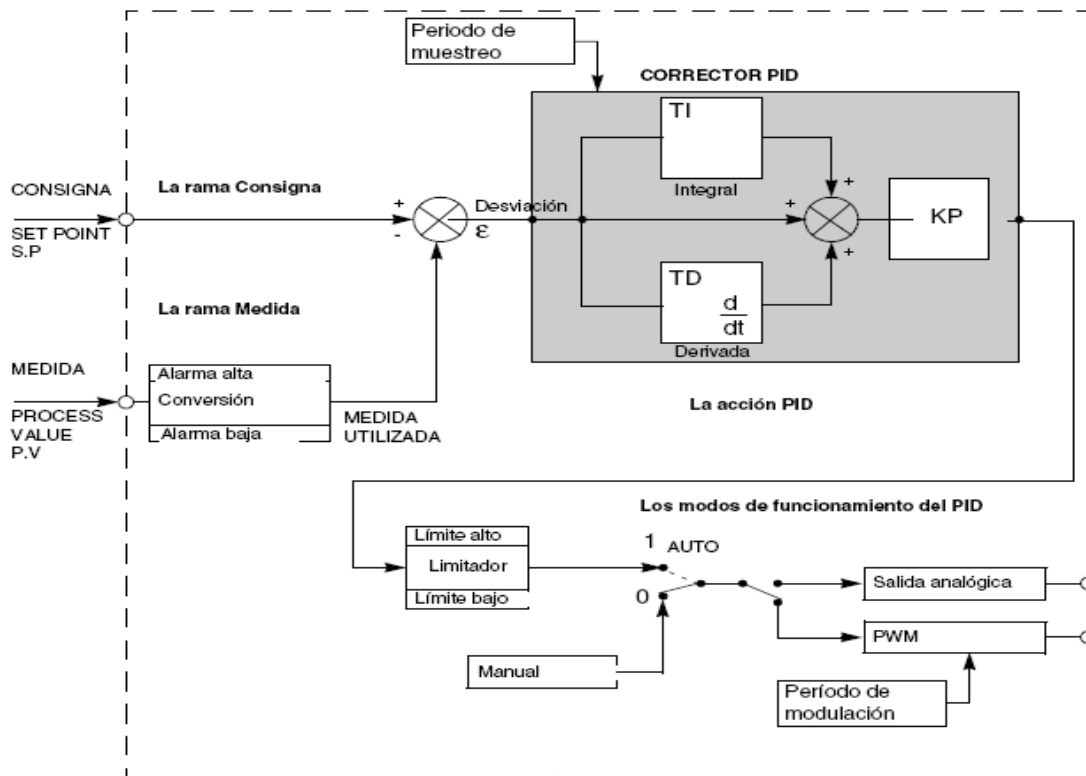 Periodo de
muestreo
CORRECTOR PID
TI
Integral
CONSIGNA
La rama Consigna
SET POINT
S.P
+
-
Desviación
ε
+
+
+
KP
TD
d
dt
Derivada
La rama Medida
MEDIDA
PROCESS
VALUE
P.V
Alarma alta
Conversión
Alarma baja
MEDIDA
UTILIZADA
La acción PID
Los modos de funcionamiento del PID
Límite alto
Limitador
Límite bajo
1 AUTO
0
Manual
Salida analógica
PWM
Período de
modulación